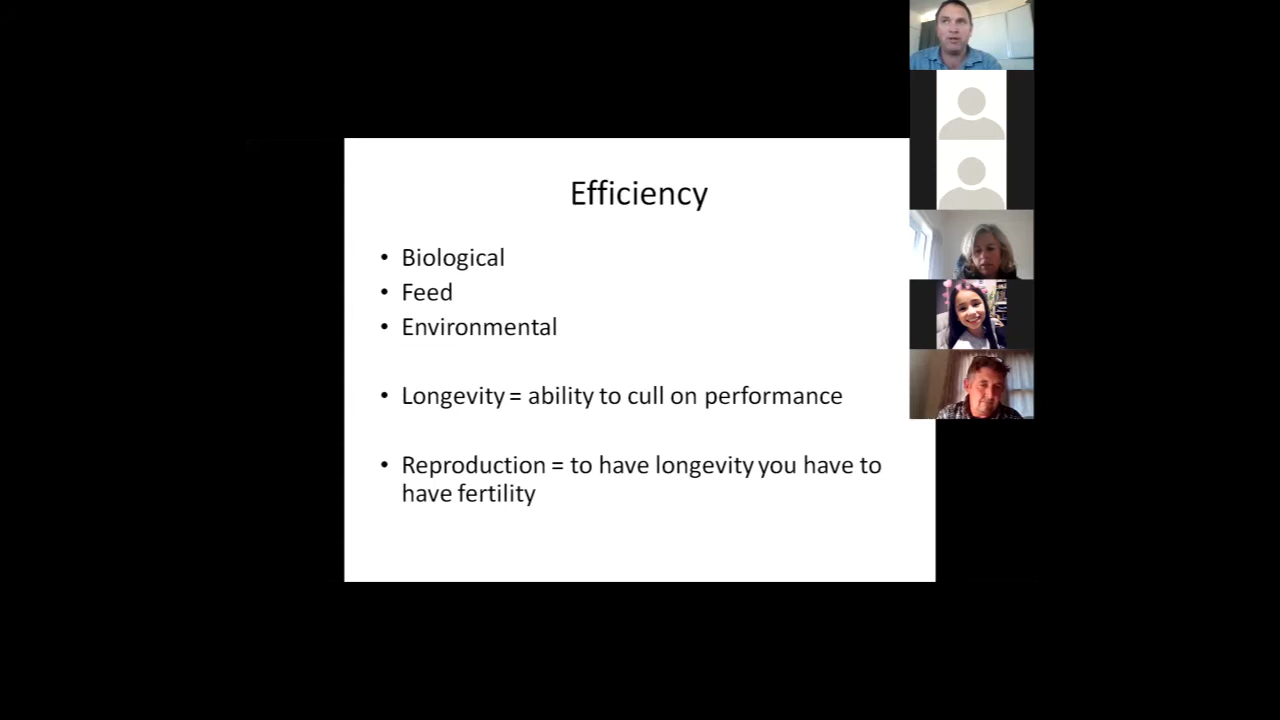 Efficiency
• Biological
• Feed
• Environmental
• Longevity = ability to cull on performance
• Reproduction = to have longevity you have to
have fertility